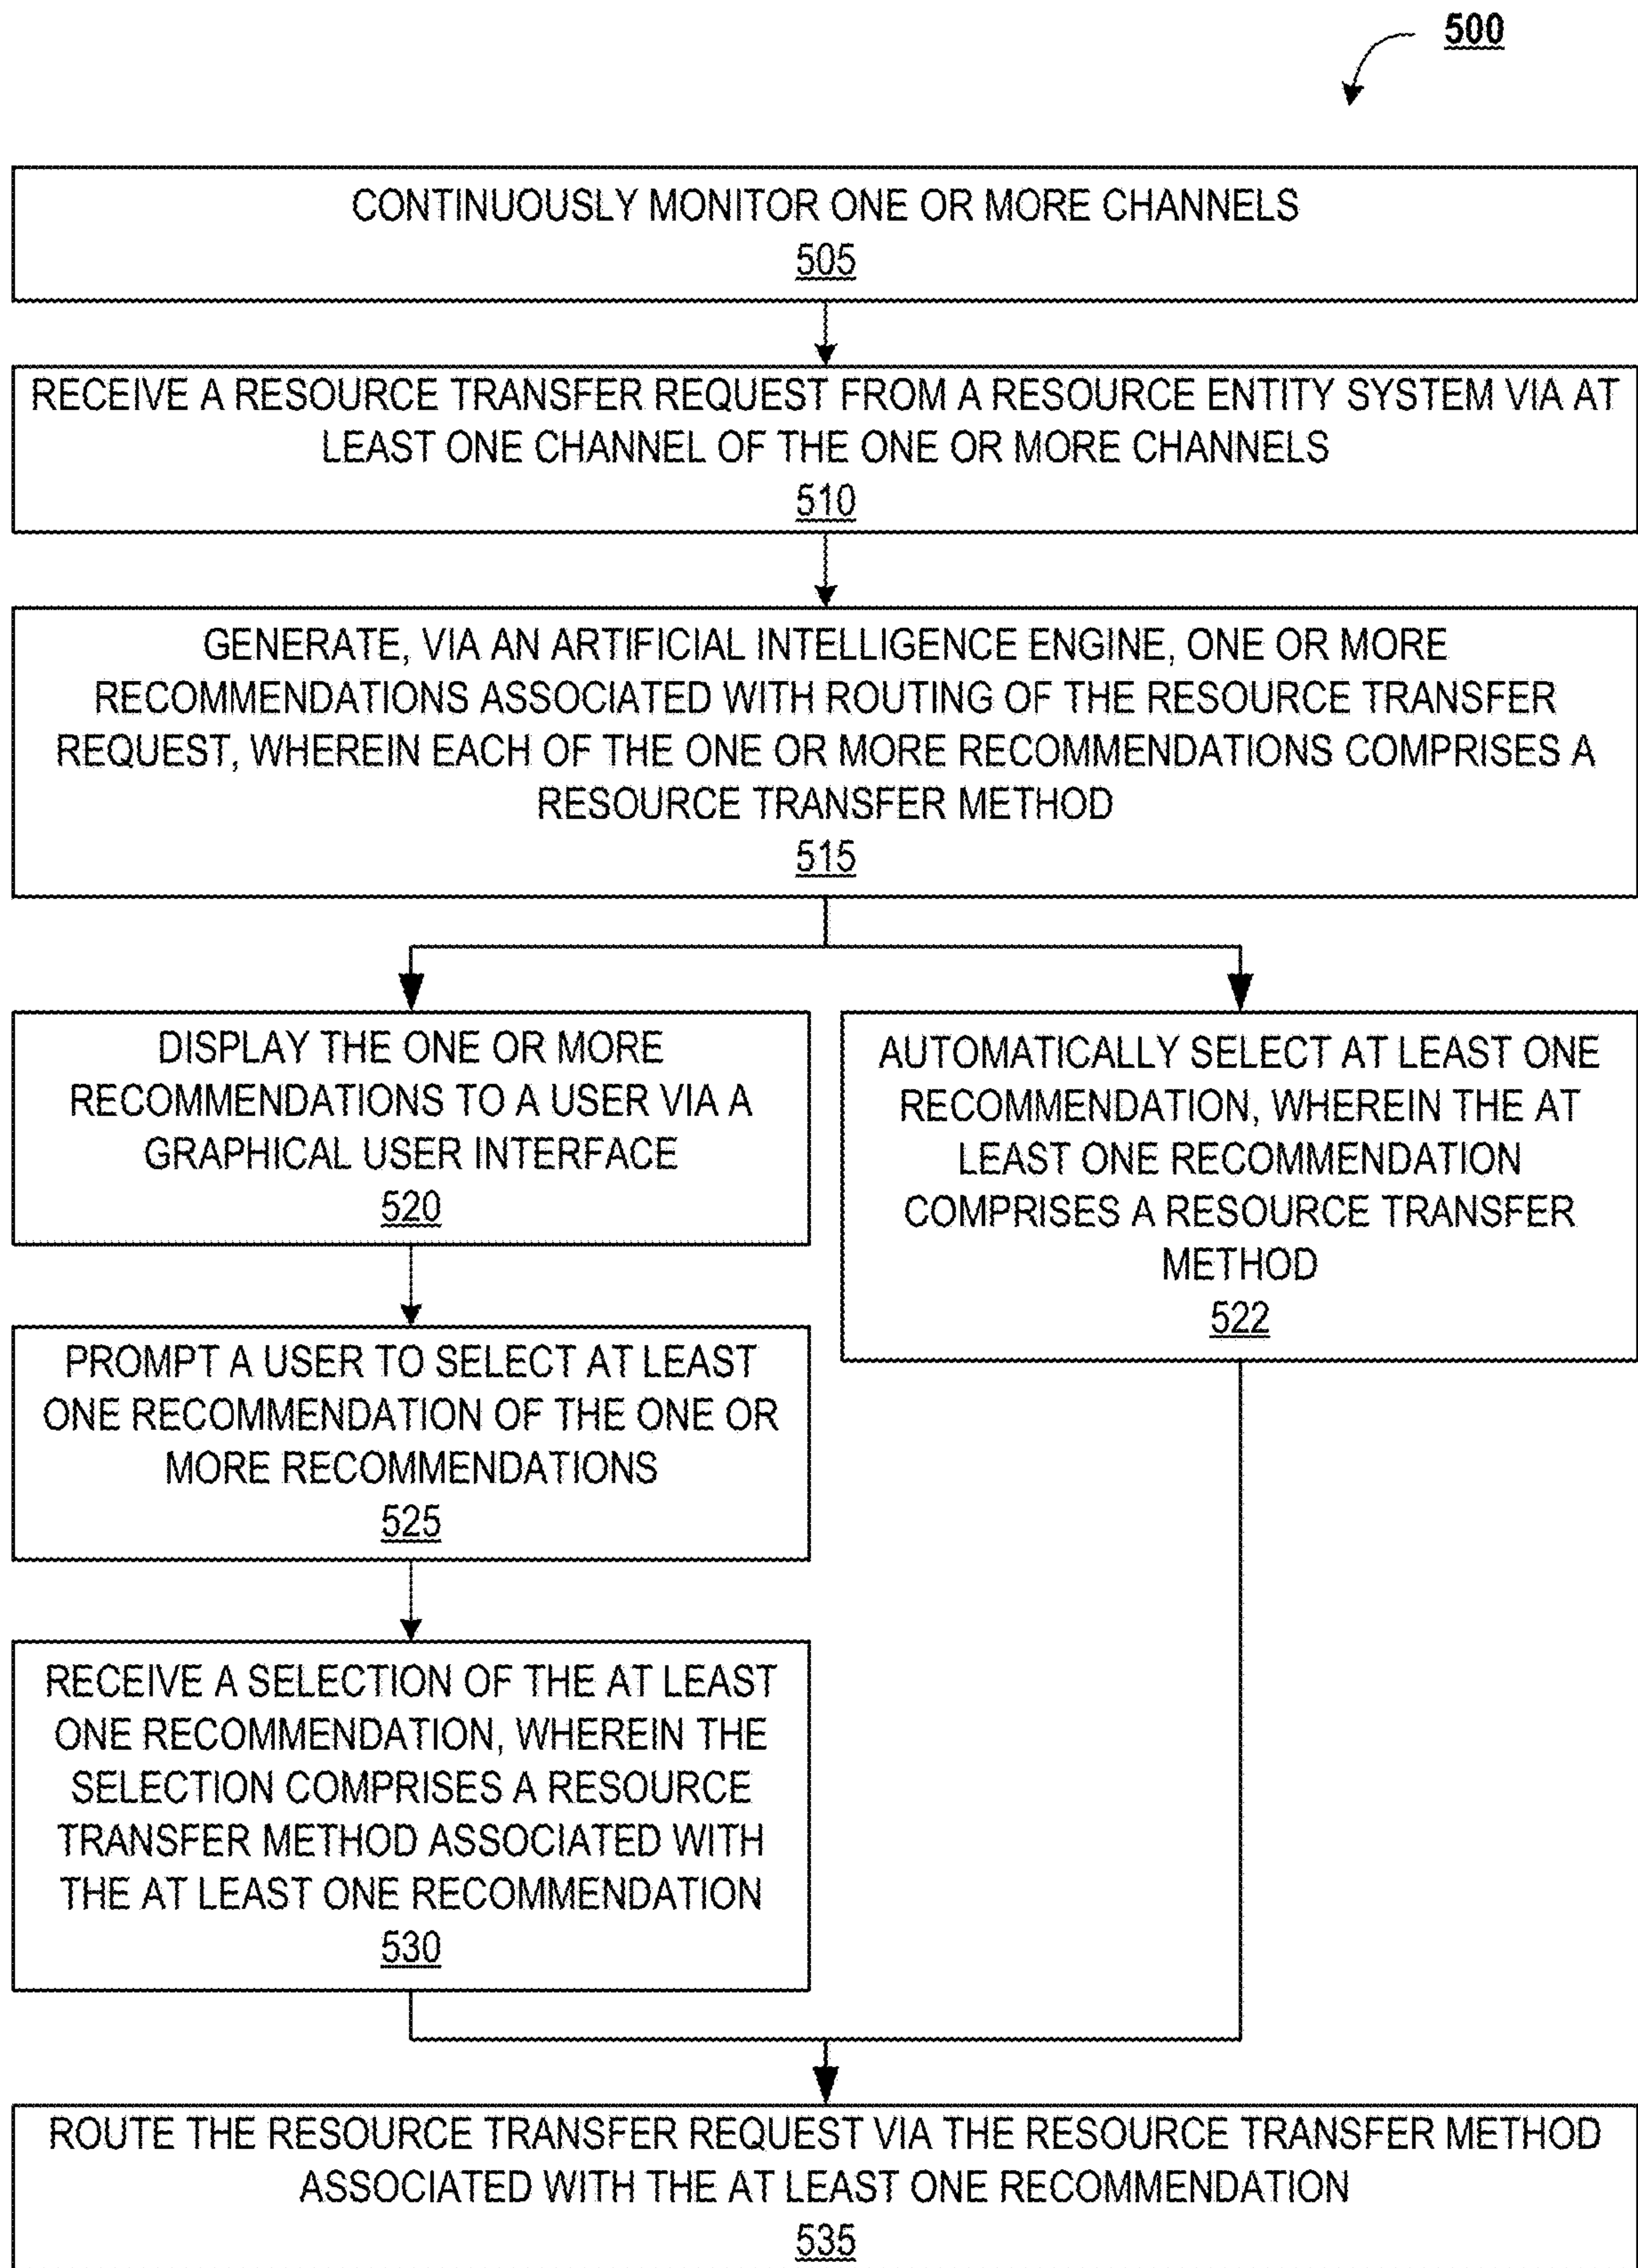 500
CONTINUOUSLY MONITOR ONE OR MORE CHANNELS
505
RECEIVE A RESOURCE TRANSFER REQUEST FROM A RESOURCE ENTITY SYSTEM VIA AT
LEAST ONE CHANNEL OF THE ONE OR MORE CHANNELS
510
GENERATE, VIA AN ARTIFICIAL INTELLIGENCE ENGINE, ONE OR MORE
RECOMMENDATIONS ASSOCIATED WITH ROUTING OF THE RESOURCE TRANSFER
REQUEST, WHEREIN EACH OF THE ONE OR MORE RECOMMENDATIONS COMPRISES A
RESOURCE TRANSFER METHOD
515
DISPLAY THE ONE OR MORE
RECOMMENDATIONS TO A USER VIA A
GRAPHICAL USER INTERFACE
520
AUTOMATICALLY SELECT AT LEAST ONE
RECOMMENDATION, WHEREIN THE AT
LEAST ONE RECOMMENDATION
COMPRISES A RESOURCE TRANSFER
METHOD
522
PROMPT A USER TO SELECT AT LEAST
ONE RECOMMENDATION OF THE ONE OR
MORE RECOMMENDATIONS
525
RECEIVE A SELECTION OF THE AT LEAST
ONE RECOMMENDATION, WHEREIN THE
SELECTION COMPRISES A RESOURCE
TRANSFER METHOD ASSOCIATED WITH
THE AT LEAST ONE RECOMMENDATION
530
ROUTE THE RESOURCE TRANSFER REQUEST VIA THE RESOURCE TRANSFER METHOD
ASSOCIATED WITH THE AT LEAST ONE RECOMMENDATION
535